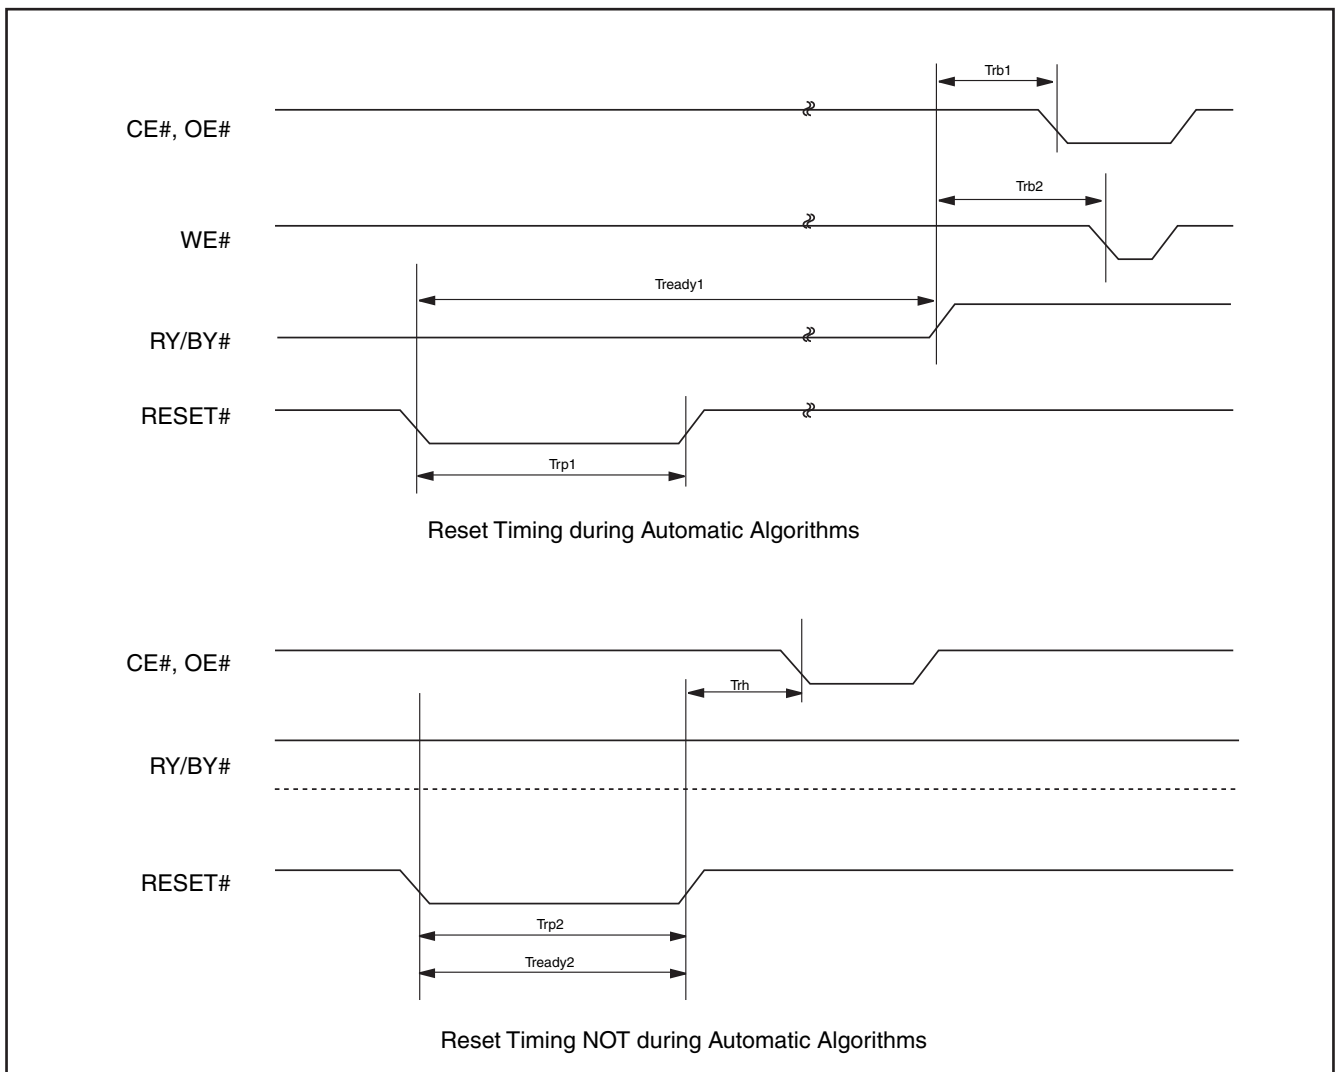 Trb1
CE#, OE#
Trb2
WE#
Tready1
RY/BY#
RESET#
Trp1
Reset Timing during Automatic Algorithms
CE#, OE#
Trh
RY/BY#
RESET#
Trp2
Tready2
Reset Timing NOT during Automatic Algorithms